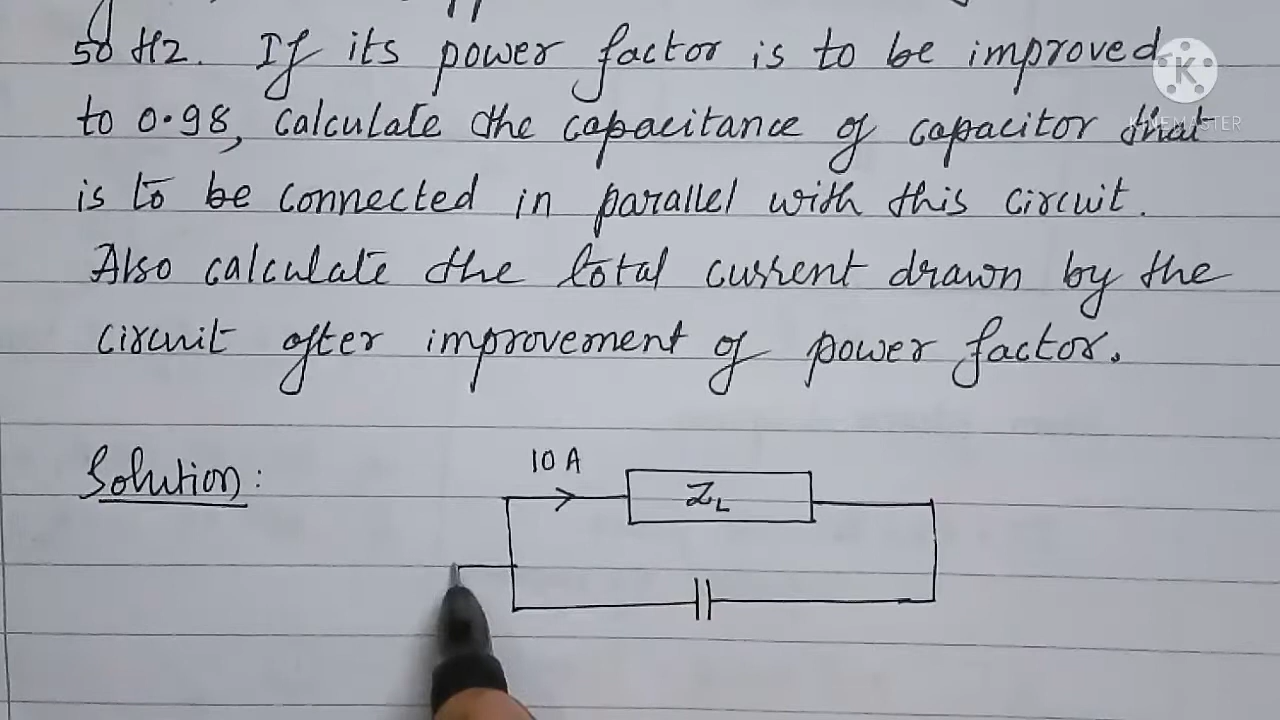 50 Hz. If its power factor is to be improved
to 0.98, calculate the capacitance of capacitor that
is to be connected in parallel with this circuit.
Also calculate the total current drawn by the
circuit after improvement of power factor.
Solution:
10 A
Z_L
K
KINEMASTER